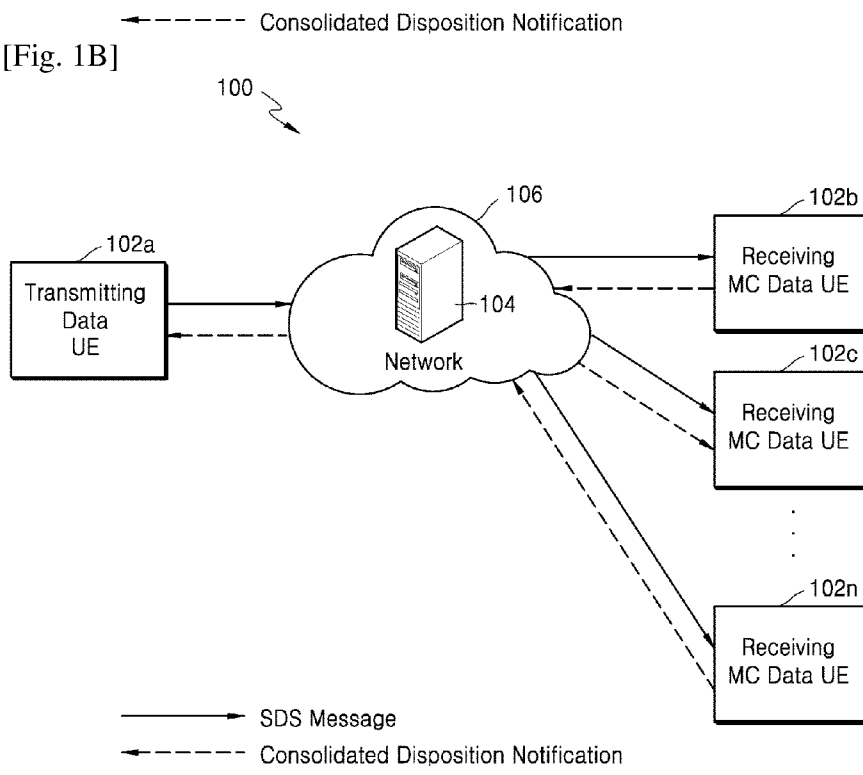 Consolidated Disposition Notification
[Fig. 1B]
100
106
102a
Transmitting
Data
UE
104
Network
102b
Receiving
MC Data UE
102c
Receiving
MC Data UE
102n
Receiving
MC Data UE
SDS Message
Consolidated Disposition Notification